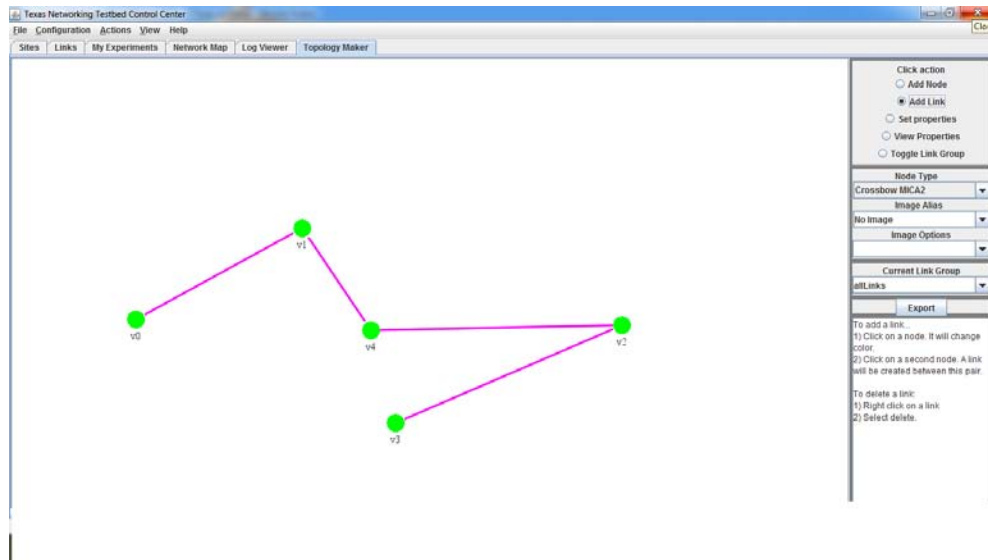 Texas Networking Testbed Control Center
File Configuration Actions View Help
Clo
Sites Links My Experiments Network Map Log Viewer Topology Maker
Click action
Add Node
Add Link
Set properties
View Properties
Toggle Link Group
Node Type
Crossbow MICA2
Image Alias
No Image
Image Options
Current Link Group
allLinks
Export
To add a link...
1) Click on a node. It will change
color.
2) Click on a second node. A link
will be created between this pair.
To delete a link:
1) Right click on a link
2) Select delete.
v1
v0
v4
v2
v3